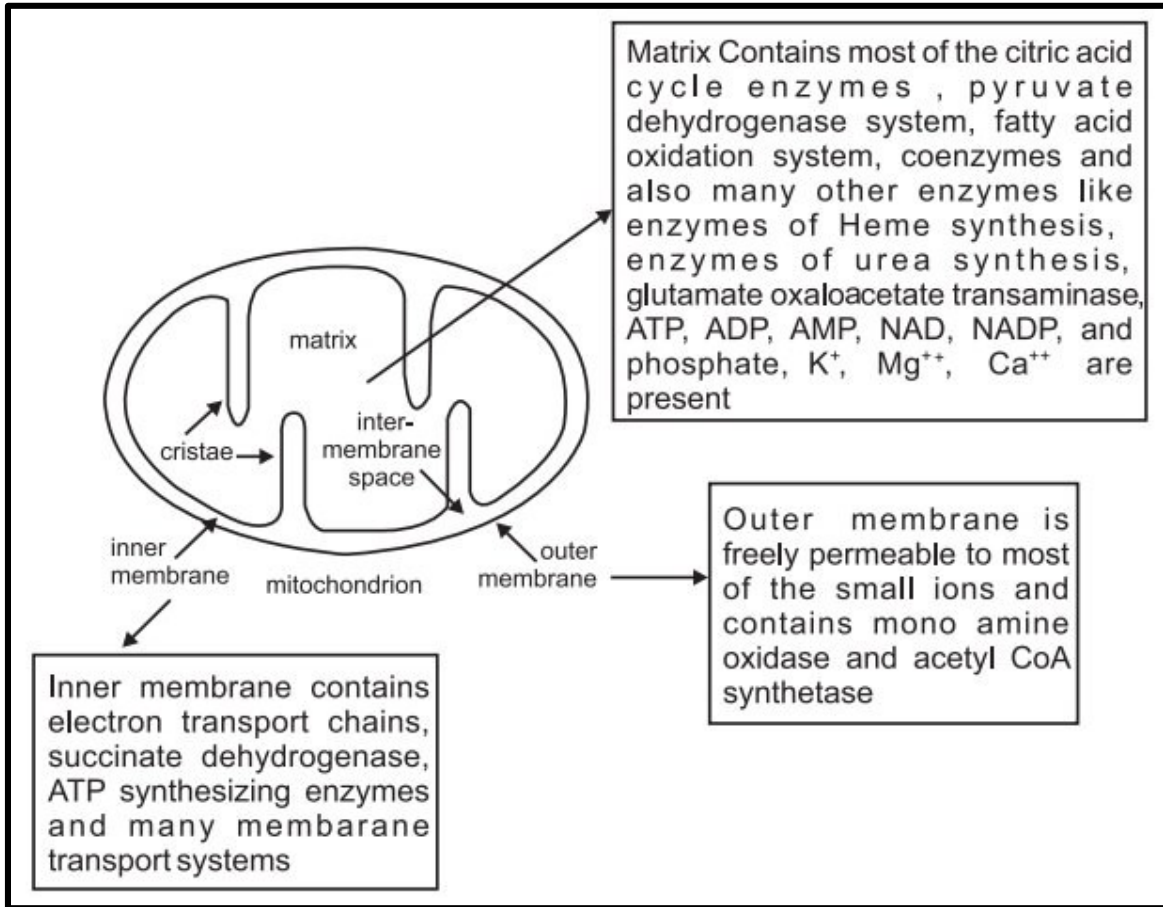 Matrix Contains most of the citric acid
cycle enzymes , pyruvate
dehydrogenase system, fatty acid
oxidation system, coenzymes and
also many other enzymes like
enzymes of Heme synthesis,
enzymes of urea synthesis,
glutamate oxaloacetate transaminase,
ATP, ADP, AMP, NAD, NADP, and
phosphate, K⁺, Mg⁺⁺, Ca⁺⁺ are
present
matrix
cristae
inter-
membrane
space
inner
membrane
mitochondrion
outer
membrane
Outer membrane is
freely permeable to most
of the small ions and
contains mono amine
oxidase and acetyl CoA
synthetase
Inner membrane contains
electron transport chains,
succinate dehydrogenase,
ATP synthesizing enzymes
and many membarane
transport systems